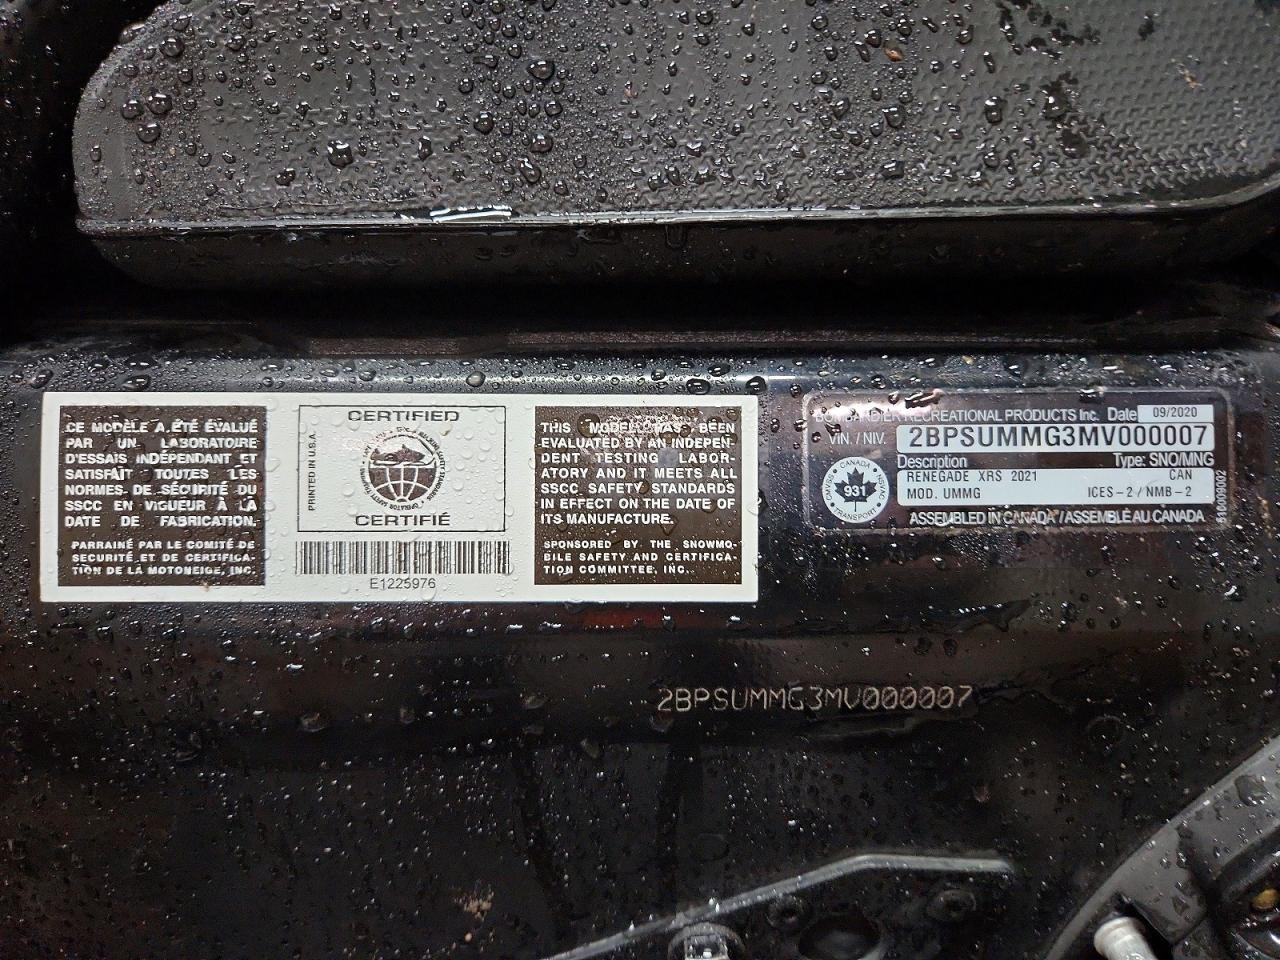 CE MODÈLE A ÉTÉ ÉVALUÉ
PAR UN LABORATOIRE
D'ESSAIS INDÉPENDANT ET
SATISFAIT TOUTES LES
NORMES DE SÉCURITÉ DU
SSCC EN VIGUEUR À LA
DATE DE FABRICATION.
PARRAINÉ PAR LE COMITÉ DE
SÉCURITÉ ET DE CERTIFICA-
TION DE LA MOTONEIGE, INC.
PRINTED IN U.S.A.
CERTIFIED
CERTIFIÉ
E1225976
THIS MODEL WAS BEEN
EVALUATED BY AN INDEPEN-
DENT TESTING LABOR-
ATORY AND IT MEETS ALL
SSCC SAFETY STANDARDS
IN EFFECT ON THE DATE OF
ITS MANUFACTURE.
SPONSORED BY THE SNOWMO-
BILE SAFETY AND CERTIFICA-
TION COMMITTEE, INC.
BOMBARDIER RECREATIONAL PRODUCTS Inc. Date 09/2020
VIN. / NIV. 2BPSUMMG3MV000007
Description Type: SNO/MNG
RENEGADE XRS 2021 CAN
MOD. UMMG ICES-2 / NMB-2
ASSEMBLED IN CANADA / ASSEMBLÉ AU CANADA
CANADA
931
TRANSPORT
516009002
2BPSUMMG3MV000007